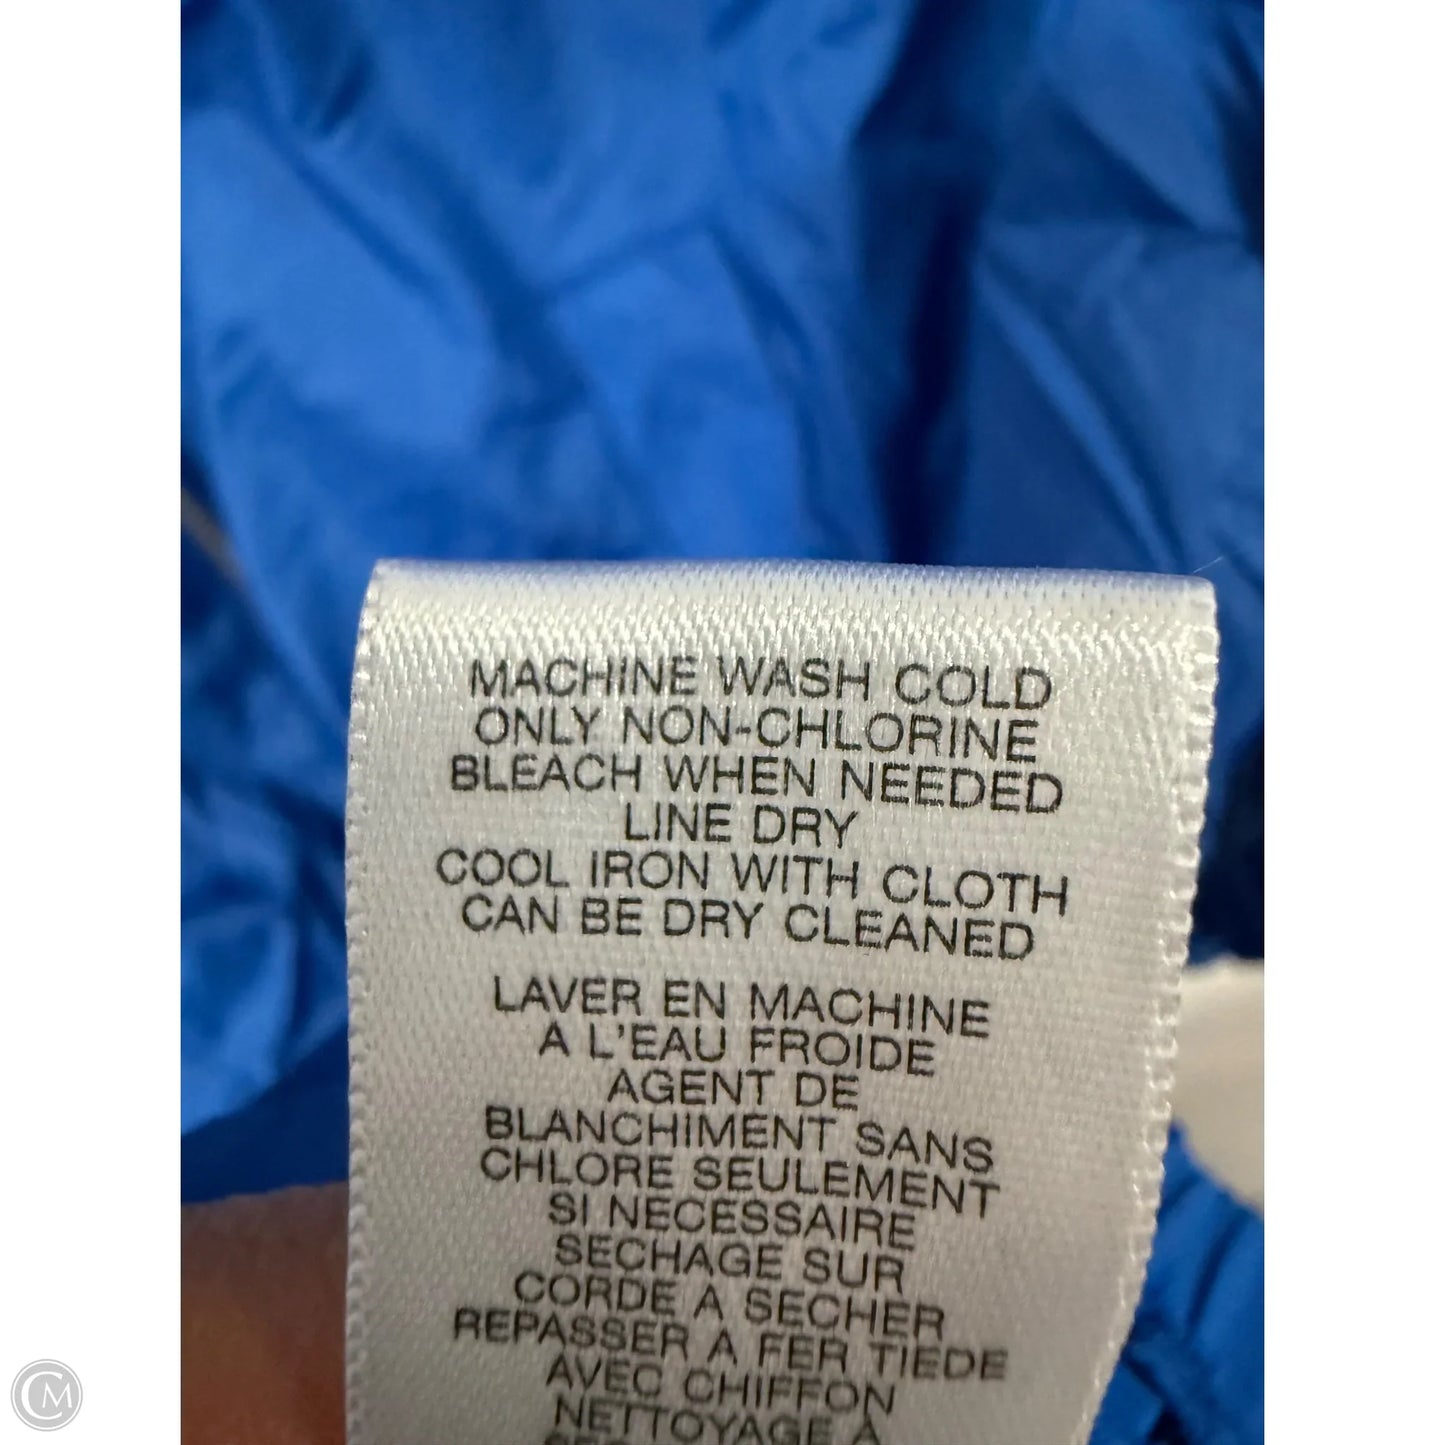 MACHINE WASH COLD
ONLY NON-CHLORINE
BLEACH WHEN NEEDED
LINE DRY
COOL IRON WITH CLOTH
CAN BE DRY CLEANED
LAVER EN MACHINE
A L'EAU FROIDE
AGENT DE
BLANCHIMENT SANS
CHLORE SEULEMENT
SI NECESSAIRE
SECHAGE SUR
CORDE A SECHER
REPASSER A FER TIEDE
AVEC CHIFFON
NETTOYAGE A
CM